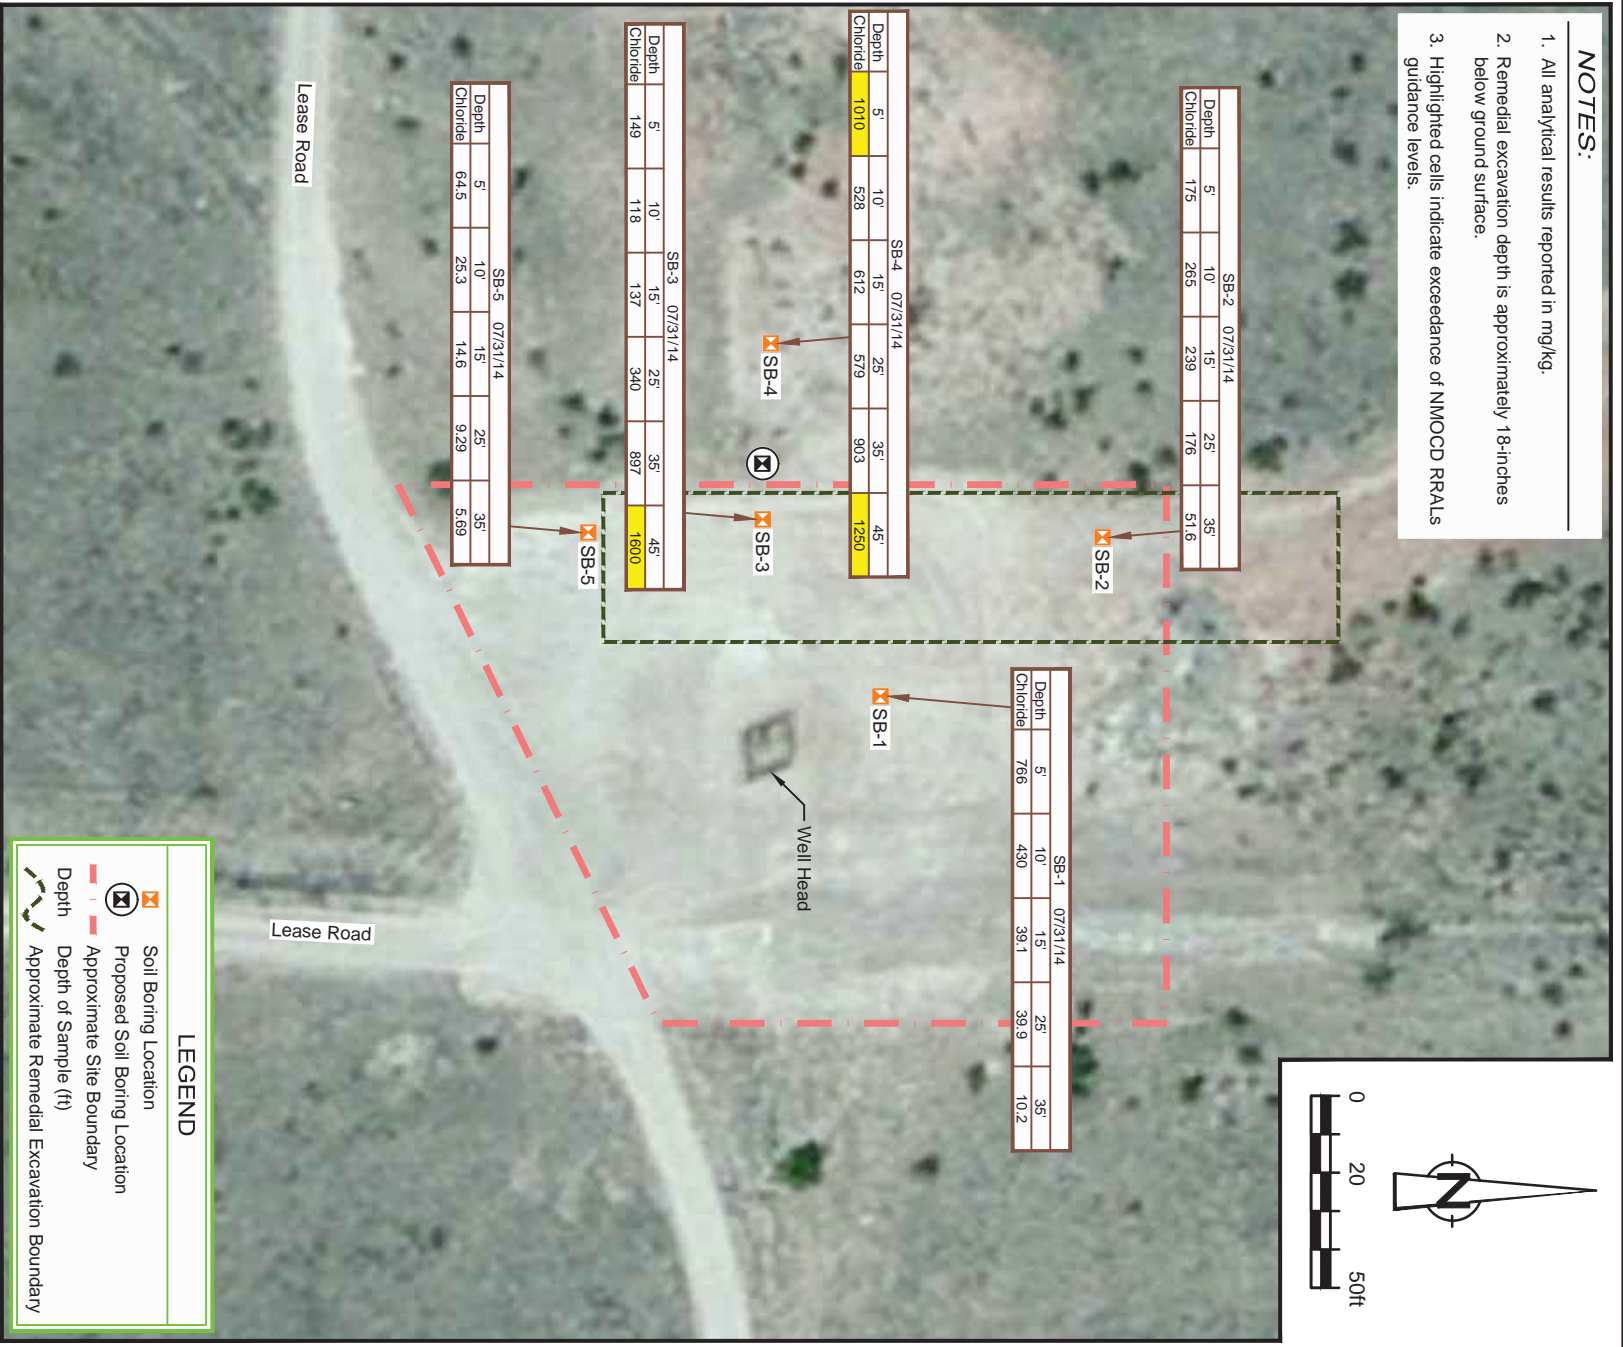 NOTES:
1. All analytical results reported in mg/kg.
2. Remedial excavation depth is approximately 18-inches
below ground surface.
3. Highlighted cells indicate exceedance of NMOCD RRALs
guidance levels.
SB-2 07/31/14
Depth 5' 10' 15' 25' 35'
Chloride 175 265 239 176 51.6
SB-4 07/31/14
Depth 5' 10' 15' 25' 35' 45'
Chloride 1010 528 612 579 903 1250
SB-3 07/31/14
Depth 5' 10' 15' 25' 35' 45'
Chloride 149 118 137 340 897 1600
SB-5 07/31/14
Depth 5' 10' 15' 25' 35'
Chloride 64.5 25.3 14.6 9.29 5.69
SB-1 07/31/14
Depth 5' 10' 15' 25' 35'
Chloride 766 430 39.1 39.9 10.2
SB-2
SB-1
SB-4
SB-3
SB-5
Well Head
Lease Road
Lease Road
0 20 50ft
N
LEGEND
Soil Boring Location
Proposed Soil Boring Location
Approximate Site Boundary
Depth Depth of Sample (ft)
Approximate Remedial Excavation Boundary